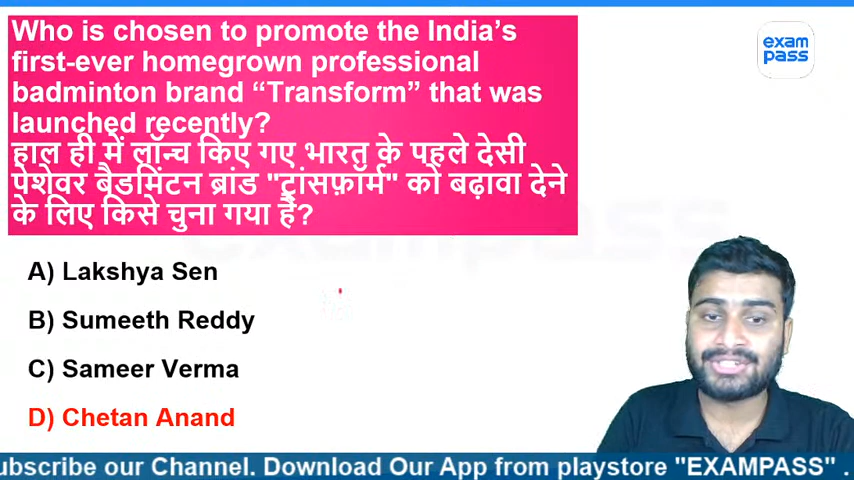 Who is chosen to promote the India's
first-ever homegrown professional
badminton brand “Transform” that was
launched recently?
हाल ही में लॉन्च किए गए भारत के पहले देसी
पेशेवर बैडमिंटन ब्रांड "ट्रांसफ़ॉर्म" को बढ़ावा देने
के लिए किसे चुना गया है?
exam
pass
A) Lakshya Sen
B) Sumeeth Reddy
C) Sameer Verma
D) Chetan Anand
ubscribe our Channel. Download Our App from playstore "EXAMPASS" .